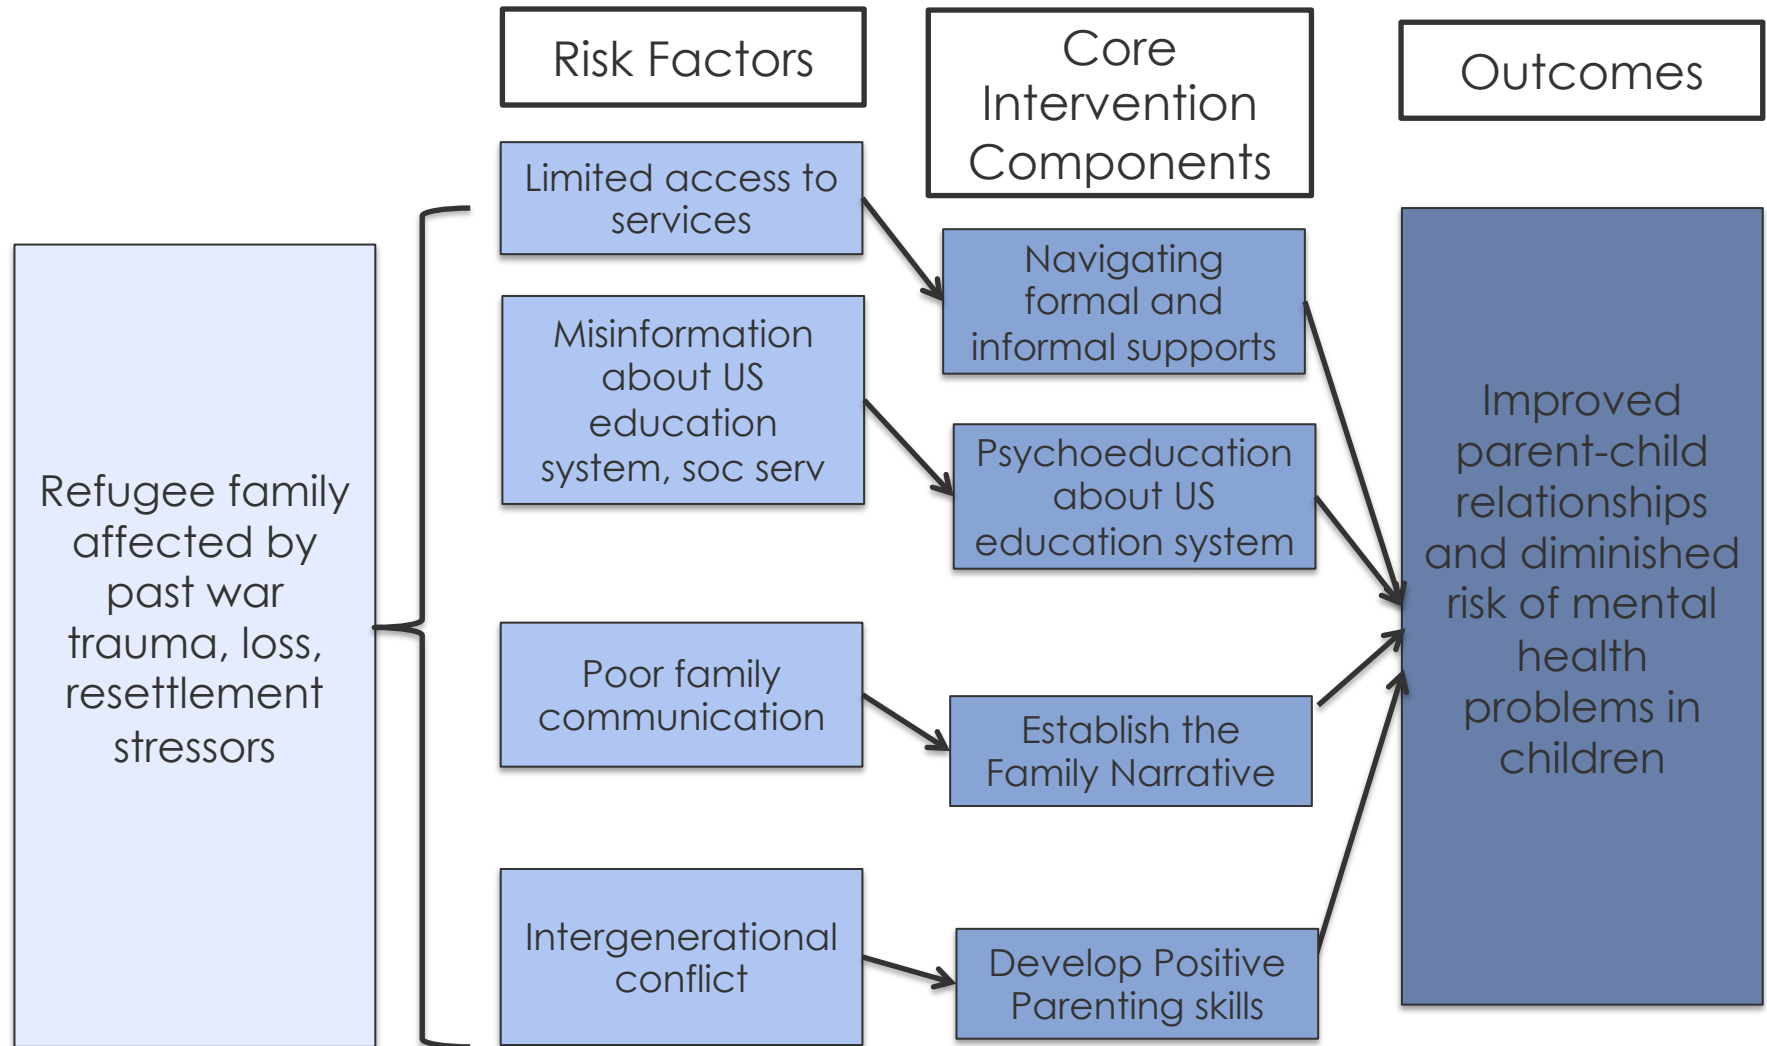 Risk Factors
Core
Intervention
Components
Outcomes
Refugee family
affected by
past war
trauma, loss,
resettlement
stressors
Limited access to
services
Misinformation
about US
education
system, soc serv
Poor family
communication
Intergenerational
conflict
Navigating
formal and
informal supports
Psychoeducation
about US
education system
Establish the
Family Narrative
Develop Positive
Parenting skills
Improved
parent-child
relationships
and diminished
risk of mental
health
problems in
children